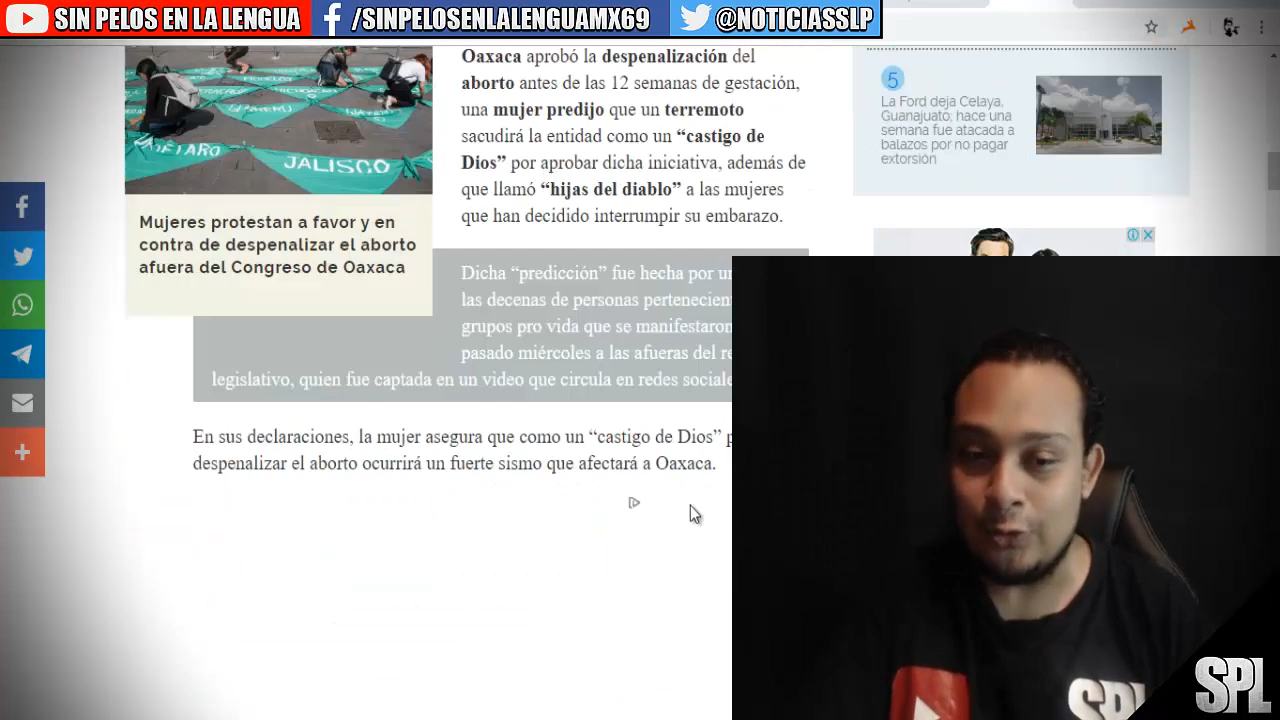 SIN PELOS EN LA LENGUA
/SINPELOSENLALENGUAMX69
@NOTICIASSLP
JALISCO
Mujeres protestan a favor y en
contra de despenalizar el aborto
afuera del Congreso de Oaxaca
Oaxaca aprobó la despenalización del
aborto antes de las 12 semanas de gestación,
una mujer predijo que un terremoto
sacudirá la entidad como un “castigo de
Dios” por aprobar dicha iniciativa, además de
que llamó “hijas del diablo” a las mujeres
que han decidido interrumpir su embarazo.
Dicha “predicción” fue hecha por
las decenas de personas
grupos pro vida que se manifestaron
pasado miércoles a las afueras del
legislativo, quien fue captada en un video que circula en redes
En sus declaraciones, la mujer asegura que como un “castigo de Dios”
despenalizar el aborto ocurrirá un fuerte sismo que afectará a Oaxaca.
5
La Ford deja Celaya,
Guanajuato; hace una
semana fue atacada a
balazos por no pagar
extorsión
SPL
SPL